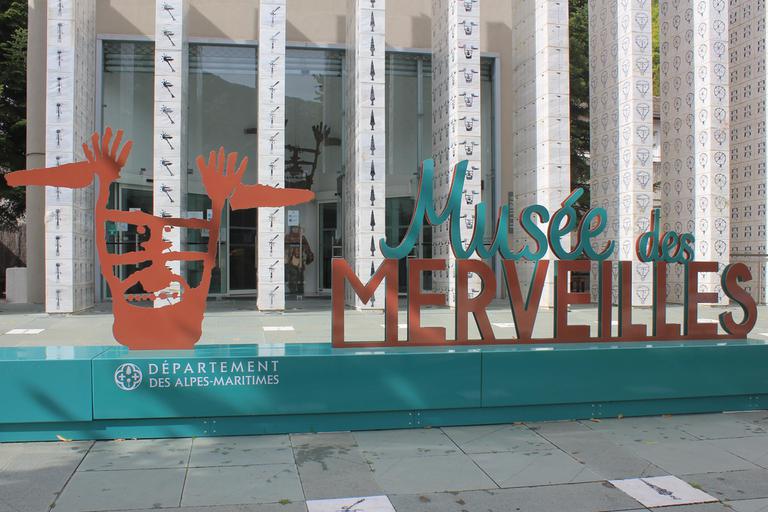 Musée des
MERVEILLES
DÉPARTEMENT
DES ALPES-MARITIMES